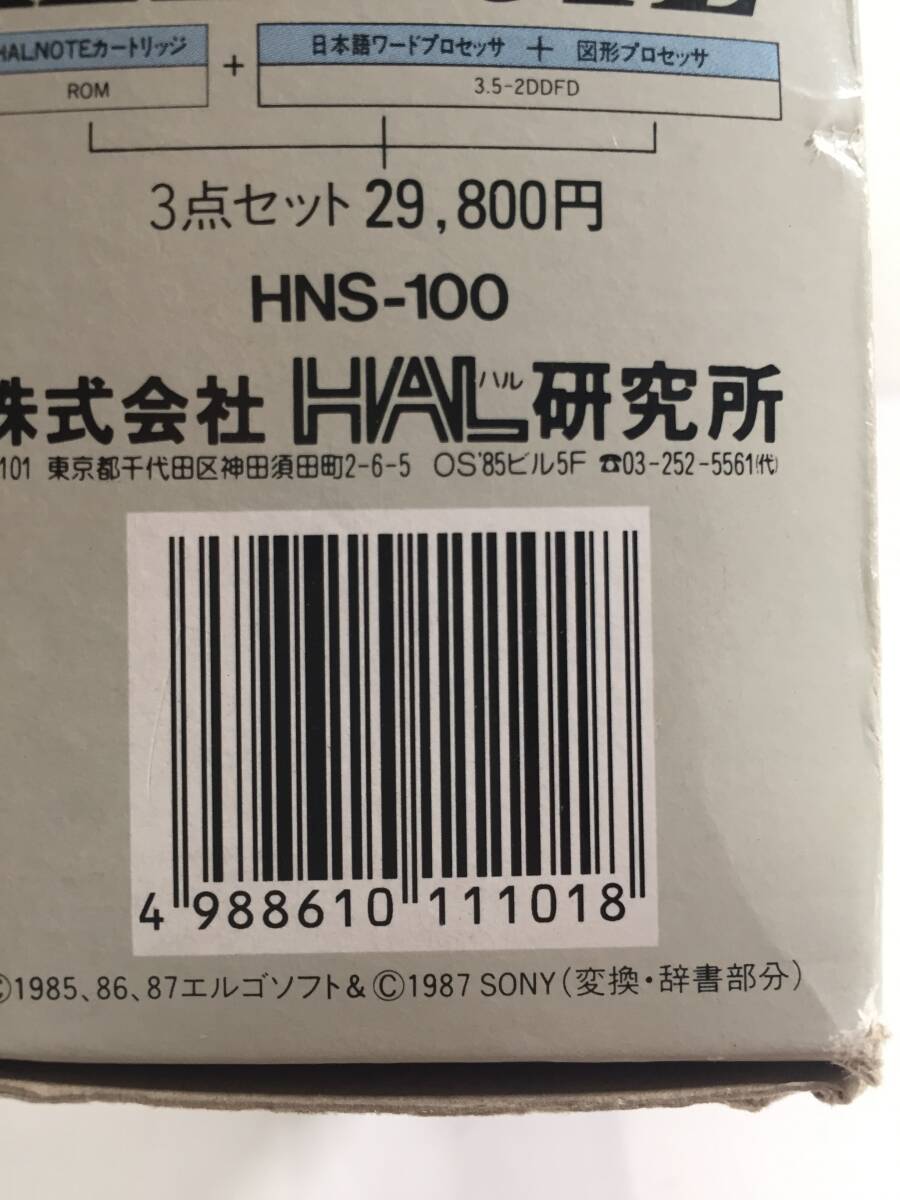 HALNOTEカートリッジ + 日本語ワードプロセッサ + 図形プロセッサ
ROM 3.5-2DDFD
3点セット 29,800円
HNS-100
株式会社 HAL ハル 研究所
101 東京都千代田区神田須田町2-6-5 OS'85ビル5F ☎03-252-5561(代)
4 988610 111018
©1985、86、87エルゴソフト&©1987 SONY(変換・辞書部分)